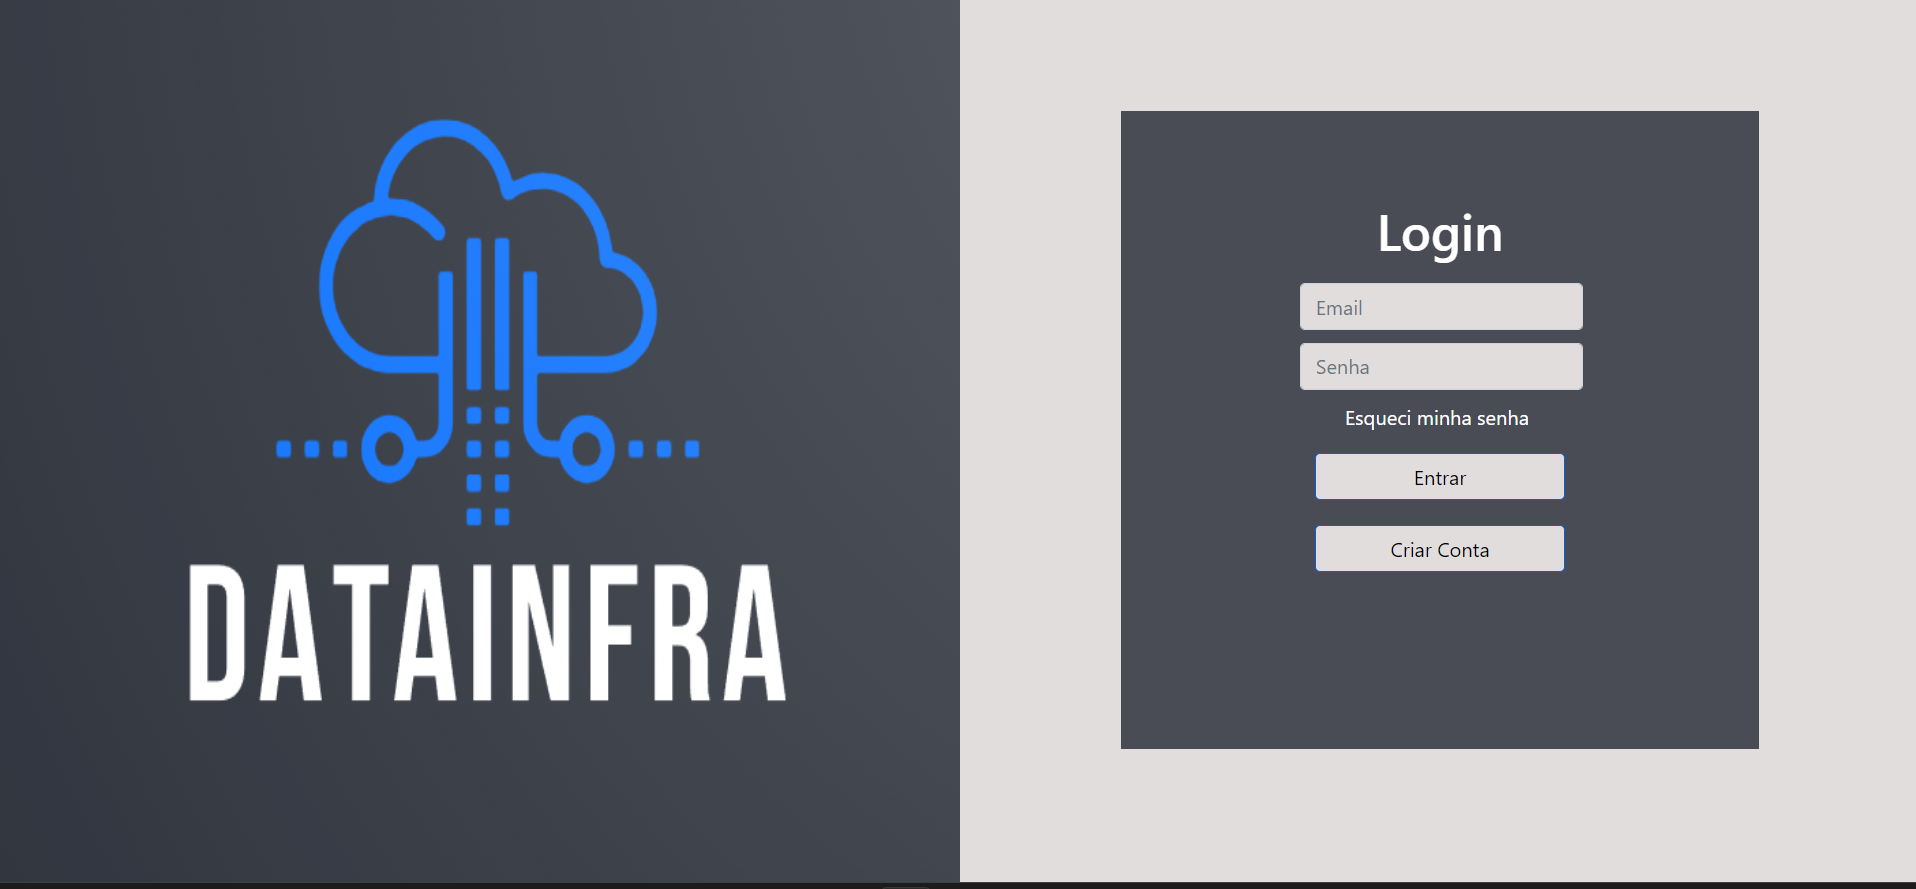 DATAINFRA
Login
Email
Senha
Esqueci minha senha
Entrar
Criar Conta